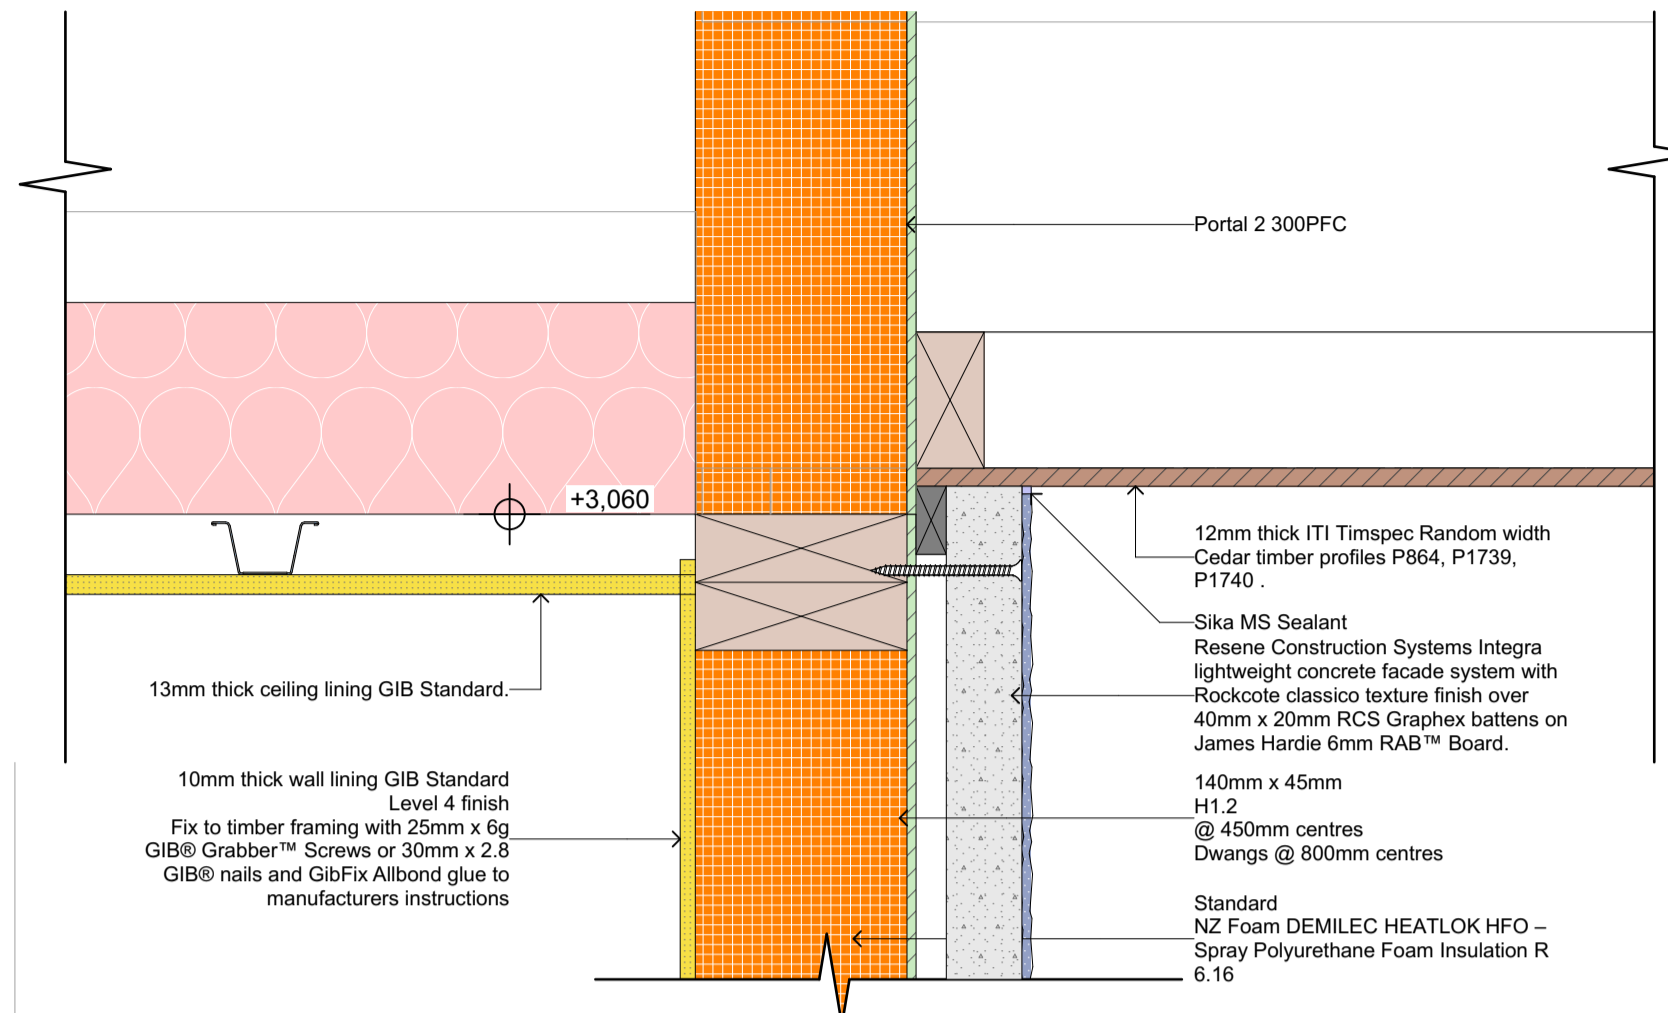 Portal 2 300PFC
+3,060
12mm thick ITI Timspec Random width
Cedar timber profiles P864, P1739,
P1740 .
Sika MS Sealant
Resene Construction Systems Integra
lightweight concrete facade system with
Rockcote classico texture finish over
40mm x 20mm RCS Graphex battens on
James Hardie 6mm RAB™ Board.
13mm thick ceiling lining GIB Standard.
10mm thick wall lining GIB Standard
Level 4 finish
Fix to timber framing with 25mm x 6g
GIB® Grabber™ Screws or 30mm x 2.8
GIB® nails and GibFix Allbond glue to
manufacturers instructions
140mm x 45mm
H1.2
@ 450mm centres
Dwangs @ 800mm centres
Standard
NZ Foam DEMILEC HEATLOK HFO –
Spray Polyurethane Foam Insulation R
6.16